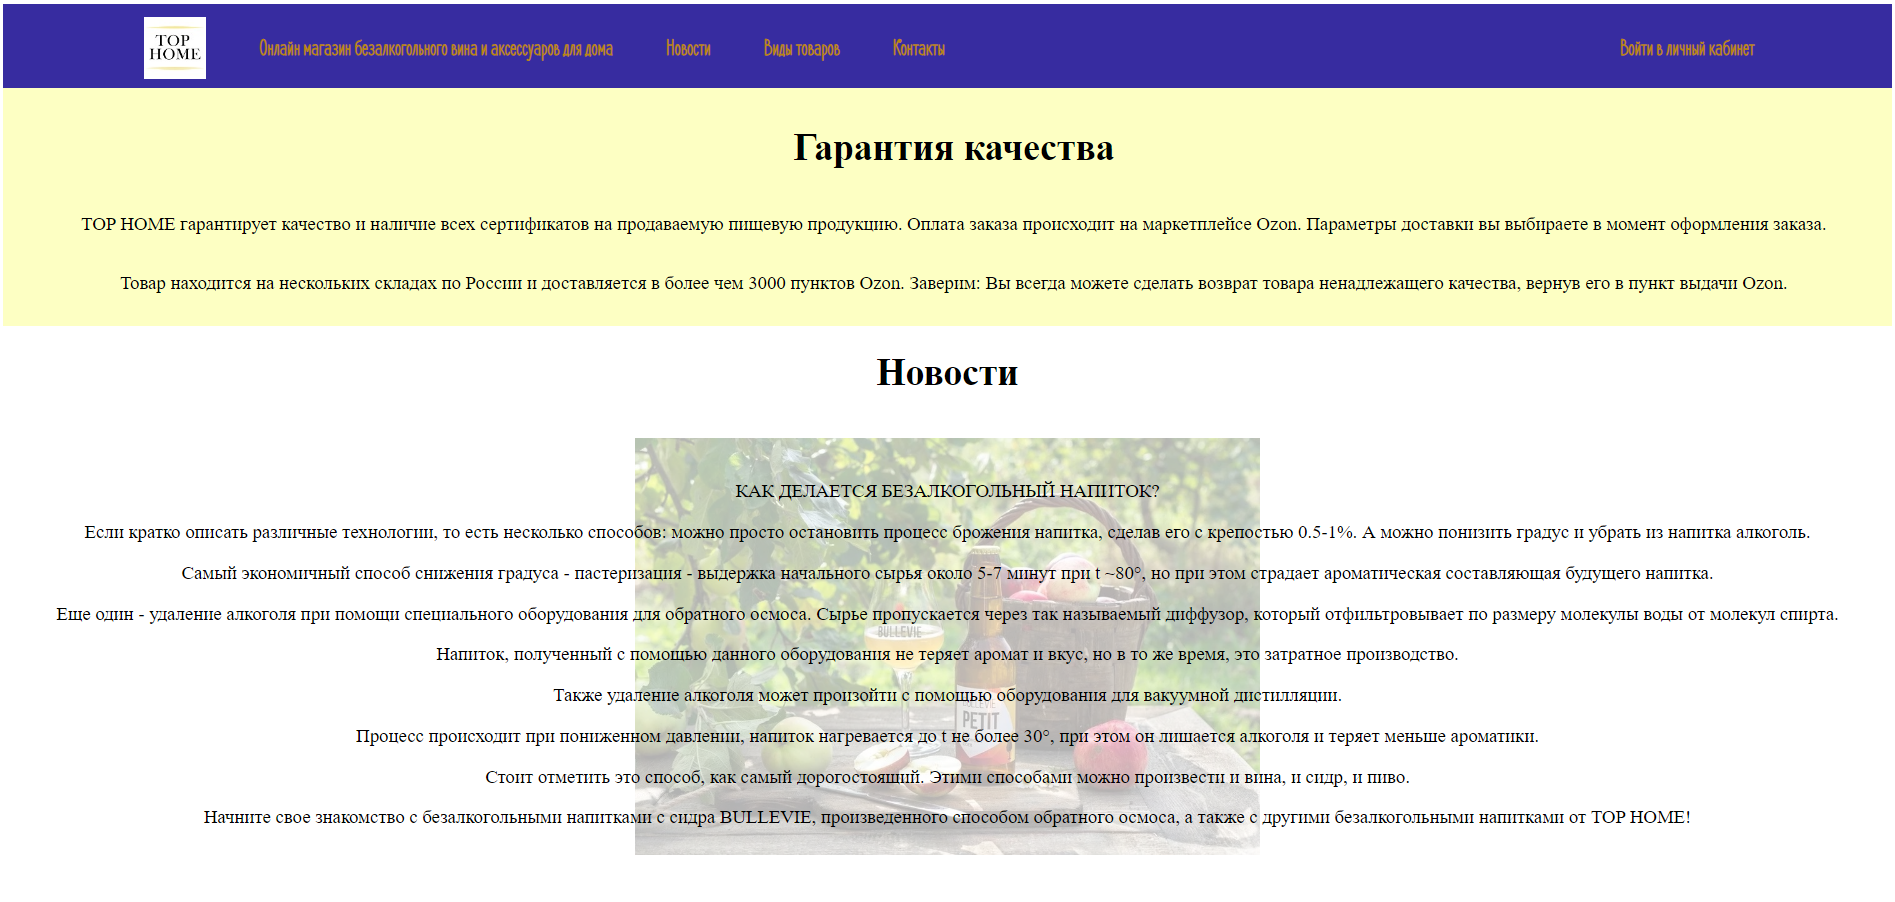 TOP
HOME
Онлайн магазин безалкогольного вина и аксессуаров для дома
Новости
Виды товаров
Контакты
Войти в личный кабинет
Гарантия качества
TOP HOME гарантирует качество и наличие всех сертификатов на продаваемую пищевую продукцию. Оплата заказа происходит на маркетплейсе Ozon. Параметры доставки вы выбираете в момент оформления заказа.
Товар находится на нескольких складах по России и доставляется в более чем 3000 пунктов Ozon. Заверим: Вы всегда можете сделать возврат товара ненадлежащего качества, вернув его в пункт выдачи Ozon.
Новости
КАК ДЕЛАЕТСЯ БЕЗАЛКОГОЛЬНЫЙ НАПИТОК?
Если кратко описать различные технологии, то есть несколько способов: можно просто остановить процесс брожения напитка, сделав его с крепостью 0.5-1%. А можно понизить градус и убрать из напитка алкоголь.
Самый экономичный способ снижения градуса - пастеризация - выдержка начального сырья около 5-7 минут при t ~80°, но при этом страдает ароматическая составляющая будущего напитка.
Еще один - удаление алкоголя при помощи специального оборудования для обратного осмоса. Сырье пропускается через так называемый диффузор, который отфильтровывает по размеру молекулы воды от молекул спирта.
BULLEVIE
Напиток, полученный с помощью данного оборудования не теряет аромат и вкус, но в то же время, это затратное производство.
Также удаление алкоголя может произойти с помощью оборудования для вакуумной дистилляции.
BULLEVIE
PETIT
Процесс происходит при пониженном давлении, напиток нагревается до t не более 30°, при этом он лишается алкоголя и теряет меньше ароматики.
Стоит отметить это способ, как самый дорогостоящий. Этими способами можно произвести и вина, и сидр, и пиво.
Начните свое знакомство с безалкогольными напитками с сидра BULLEVIE, произведенного способом обратного осмоса, а также с другими безалкогольными напитками от TOP HOME!